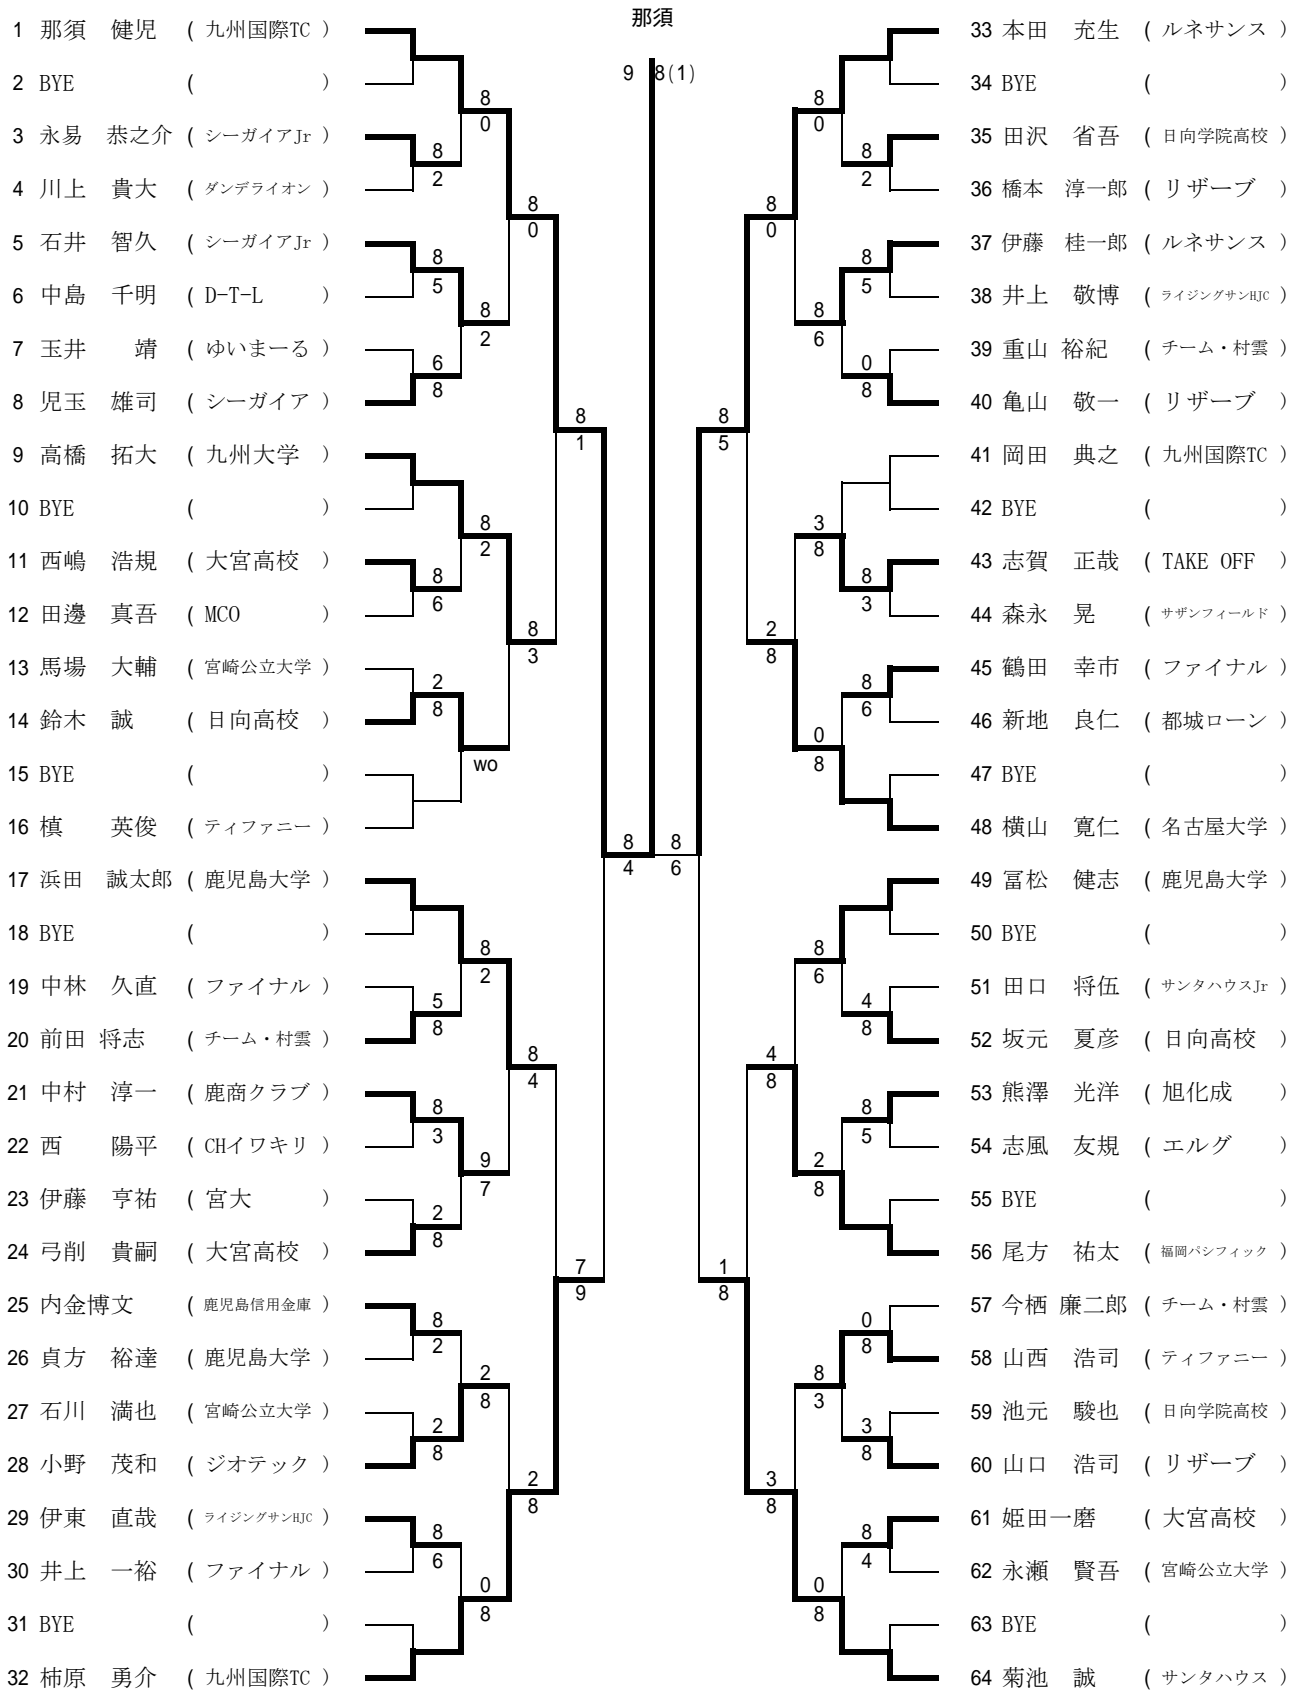 那須
9 8(1)
1 那須 健児 ( 九州国際TC )
2 BYE ( )
3 永易 恭之介 ( シーガイアJr )
4 川上 貴大 ( ダンデライオン )
5 石井 智久 ( シーガイアJr )
6 中島 千明 ( D-T-L )
7 玉井 靖 ( ゆいまーる )
8 児玉 雄司 ( シーガイア )
9 高橋 拓大 ( 九州大学 )
10 BYE ( )
11 西嶋 浩規 ( 大宮高校 )
12 田邊 真吾 ( MCO )
13 馬場 大輔 ( 宮崎公立大学 )
14 鈴木 誠 ( 日向高校 )
15 BYE ( )
16 槙 英俊 ( ティファニー )
17 浜田 誠太郎 ( 鹿児島大学 )
18 BYE ( )
19 中林 久直 ( ファイナル )
20 前田 将志 ( チーム・村雲 )
21 中村 淳一 ( 鹿商クラブ )
22 西 陽平 ( CHイワキリ )
23 伊藤 亨祐 ( 宮大 )
24 弓削 貴嗣 ( 大宮高校 )
25 内金博文 ( 鹿児島信用金庫 )
26 貞方 裕達 ( 鹿児島大学 )
27 石川 満也 ( 宮崎公立大学 )
28 小野 茂和 ( ジオテック )
29 伊東 直哉 ( ライジングサンHJC )
30 井上 一裕 ( ファイナル )
31 BYE ( )
32 柿原 勇介 ( 九州国際TC )
8 2
8 5
6 8
8 6
2 8
5 8
8 3
2 8
8 2
2 8
8 6
8 0
8 2
8 2
wo
8 2
9 7
2 8
0 8
8 0
8 3
8 4
2 8
8 1
7 9
8 4
8 6
8 5
1 8
8 0
2 8
4 8
3 8
8 0
8 6
3 8
0 8
8 6
2 8
8 3
0 8
8 2
8 5
0 8
8 3
8 6
4 8
8 5
0 8
3 8
8 4
33 本田 充生 ( ルネサンス )
34 BYE ( )
35 田沢 省吾 ( 日向学院高校 )
36 橋本 淳一郎 ( リザーブ )
37 伊藤 桂一郎 ( ルネサンス )
38 井上 敬博 ( ライジングサンHJC )
39 重山 裕紀 ( チーム・村雲 )
40 亀山 敬一 ( リザーブ )
41 岡田 典之 ( 九州国際TC )
42 BYE ( )
43 志賀 正哉 ( TAKE OFF )
44 森永 晃 ( サザンフィールド )
45 鶴田 幸市 ( ファイナル )
46 新地 良仁 ( 都城ローン )
47 BYE ( )
48 横山 寛仁 ( 名古屋大学 )
49 冨松 健志 ( 鹿児島大学 )
50 BYE ( )
51 田口 将伍 ( サンタハウスJr )
52 坂元 夏彦 ( 日向高校 )
53 熊澤 光洋 ( 旭化成 )
54 志風 友規 ( エルグ )
55 BYE ( )
56 尾方 祐太 ( 福岡パシフィック )
57 今栖 廉二郎 ( チーム・村雲 )
58 山西 浩司 ( ティファニー )
59 池元 駿也 ( 日向学院高校 )
60 山口 浩司 ( リザーブ )
61 姫田一磨 ( 大宮高校 )
62 永瀬 賢吾 ( 宮崎公立大学 )
63 BYE ( )
64 菊池 誠 ( サンタハウス )